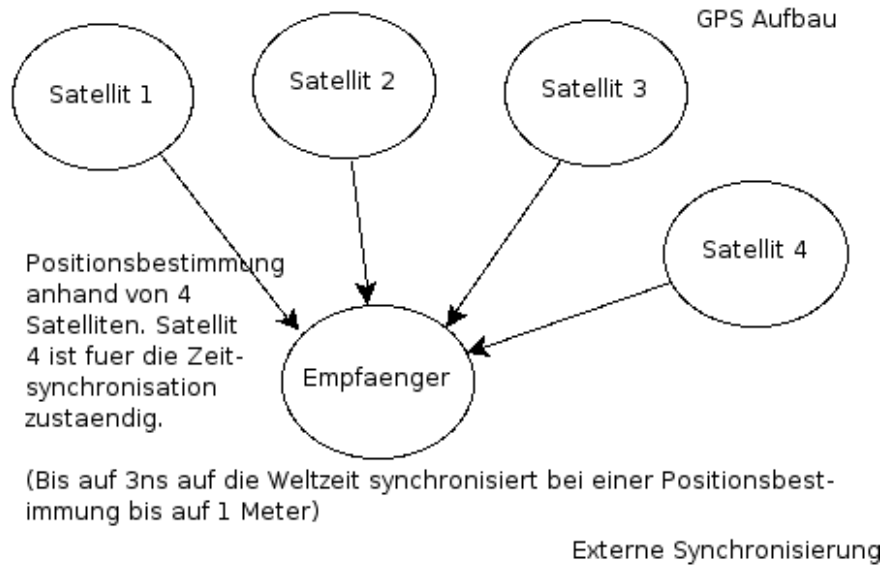 GPS Aufbau
Satellit 1
Satellit 2
Satellit 3
Satellit 4
Positionsbestimmung
anhand von 4
Satelliten. Satellit
4 ist fuer die Zeit-
synchronisation
zustaendig.
Empfaenger
(Bis auf 3ns auf die Weltzeit synchronisiert bei einer Positionsbest-
immung bis auf 1 Meter)
Externe Synchronisierung